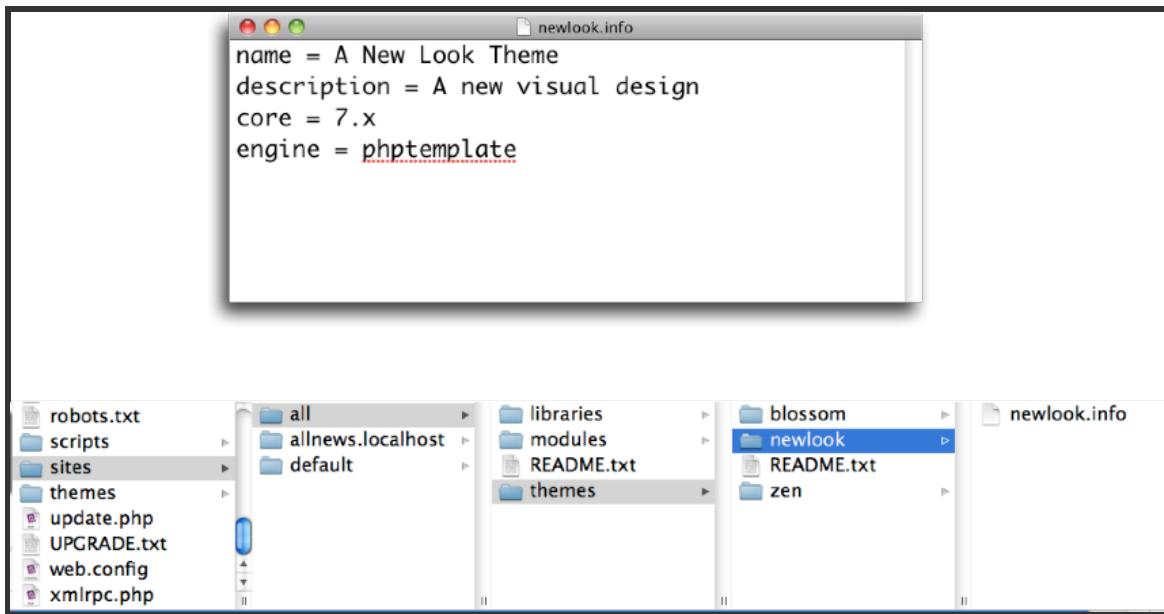 newlook.info
name = A New Look Theme
description = A new visual design
core = 7.x
engine = phptemplate
robots.txt
scripts
sites
themes
update.php
UPGRADE.txt
web.config
xmlrpc.php
all
allnews.localhost
default
libraries
modules
README.txt
themes
blossom
newlook
README.txt
zen
newlook.info